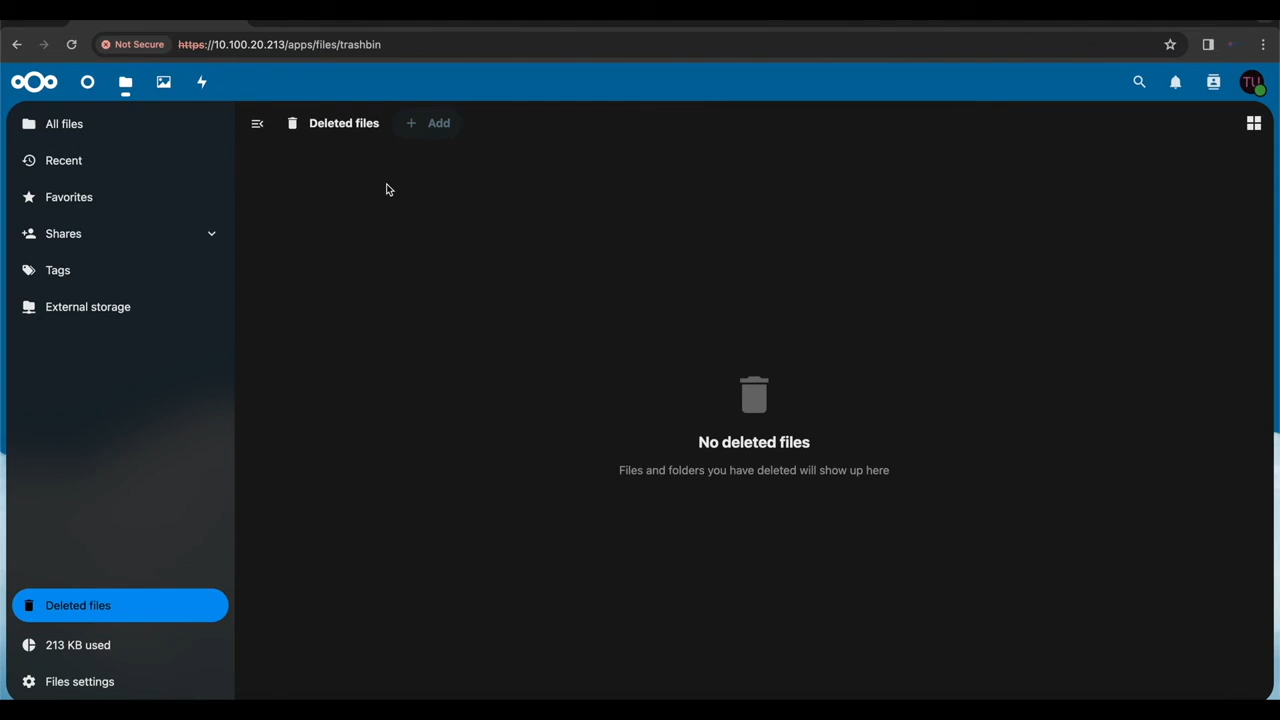 Not Secure https://10.100.20.213/apps/files/trashbin
TU
All files
Deleted files + Add
Recent
Favorites
Shares
Tags
External storage
No deleted files
Files and folders you have deleted will show up here
Deleted files
213 KB used
Files settings